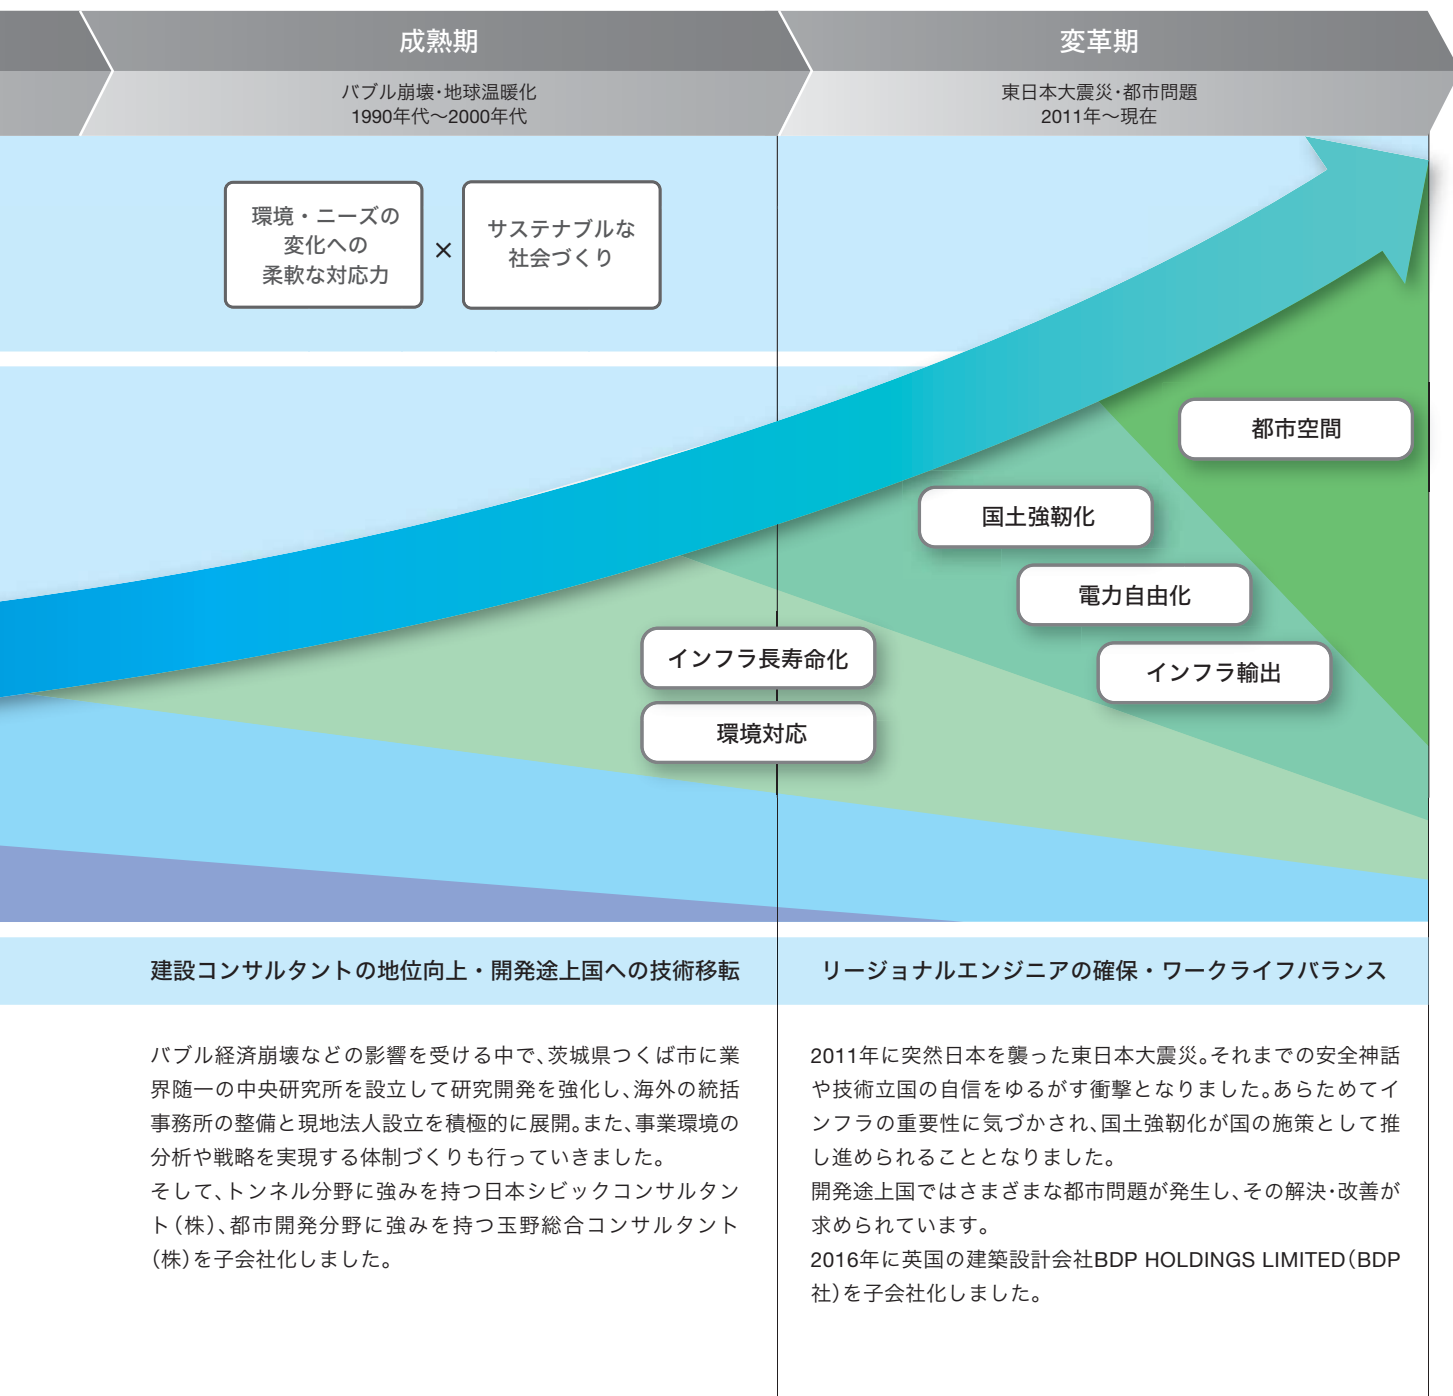 成熟期
バブル崩壊・地球温暖化
1990年代～2000年代
変革期
東日本大震災・都市問題
2011年～現在
環境・ニーズの
変化への
柔軟な対応力
×
サステナブルな
社会づくり
都市空間
国土強靭化
電力自由化
インフラ輸出
インフラ長寿命化
環境対応
建設コンサルタントの地位向上・開発途上国への技術移転
バブル経済崩壊などの影響を受ける中で、茨城県つくば市に業
界随一の中央研究所を設立して研究開発を強化し、海外の統括
事務所の整備と現地法人設立を積極的に展開。また、事業環境の
分析や戦略を実現する体制づくりも行っていきました。
そして、トンネル分野に強みを持つ日本シビックコンサルタン
ト（株）、都市開発分野に強みを持つ玉野総合コンサルタント
（株）を子会社化しました。
リージョナルエンジニアの確保・ワークライフバランス
2011年に突然日本を襲った東日本大震災。それまでの安全神話
や技術立国の自信をゆるがす衝撃となりました。あらためてイ
ンフラの重要性に気づかされ、国土強靭化が国の施策として推
し進められることとなりました。
開発途上国ではさまざまな都市問題が発生し、その解決・改善が
求められています。
2016年に英国の建築設計会社BDP HOLDINGS LIMITED（BDP
社）を子会社化しました。